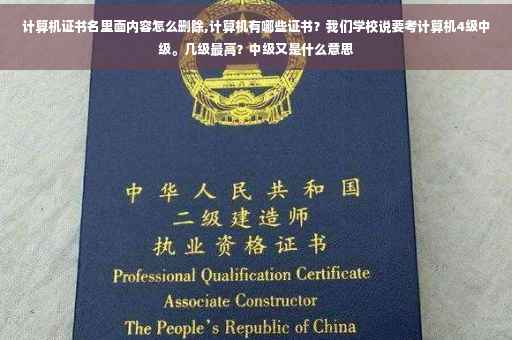 计算机证书名里面内容怎么删除,计算机有哪些证书？我们学校说要考计算机4级中
级。几级最高？中级又是什么意思
中华人民共和国
二级建造师
执业资格证书
Professional Qualification Certificate
Associate Constructor
The People's Republic of China